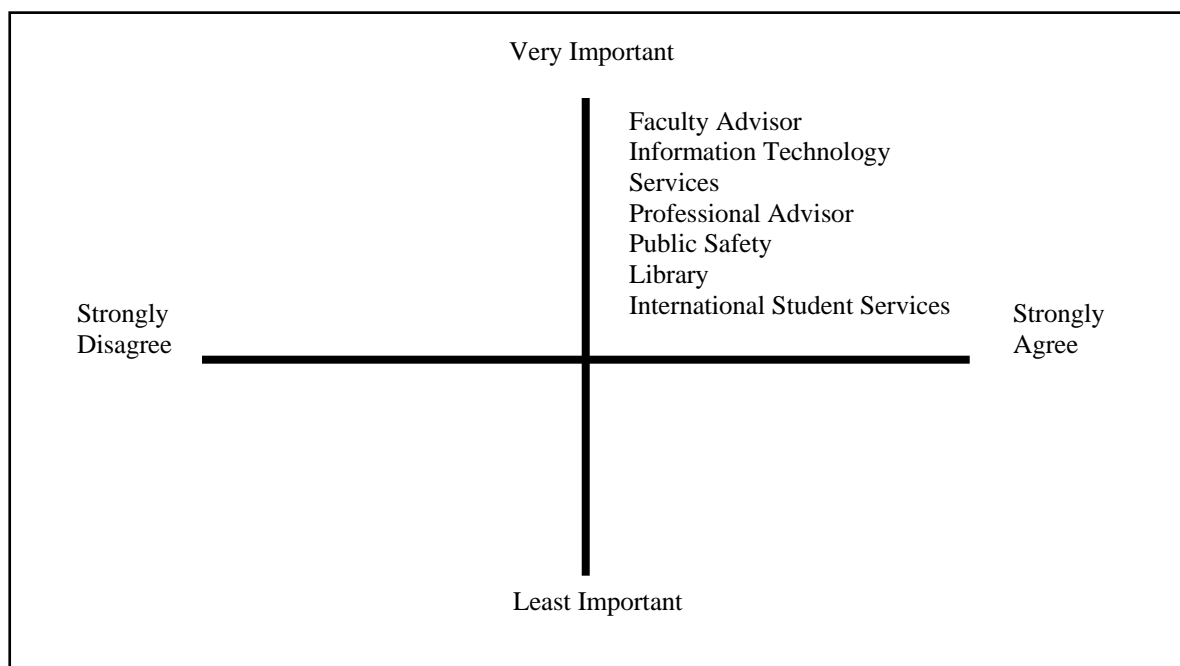 Very Important
Faculty Advisor
Information Technology
Services
Professional Advisor
Public Safety
Library
International Student Services
Strongly
Disagree
Strongly
Agree
Least Important